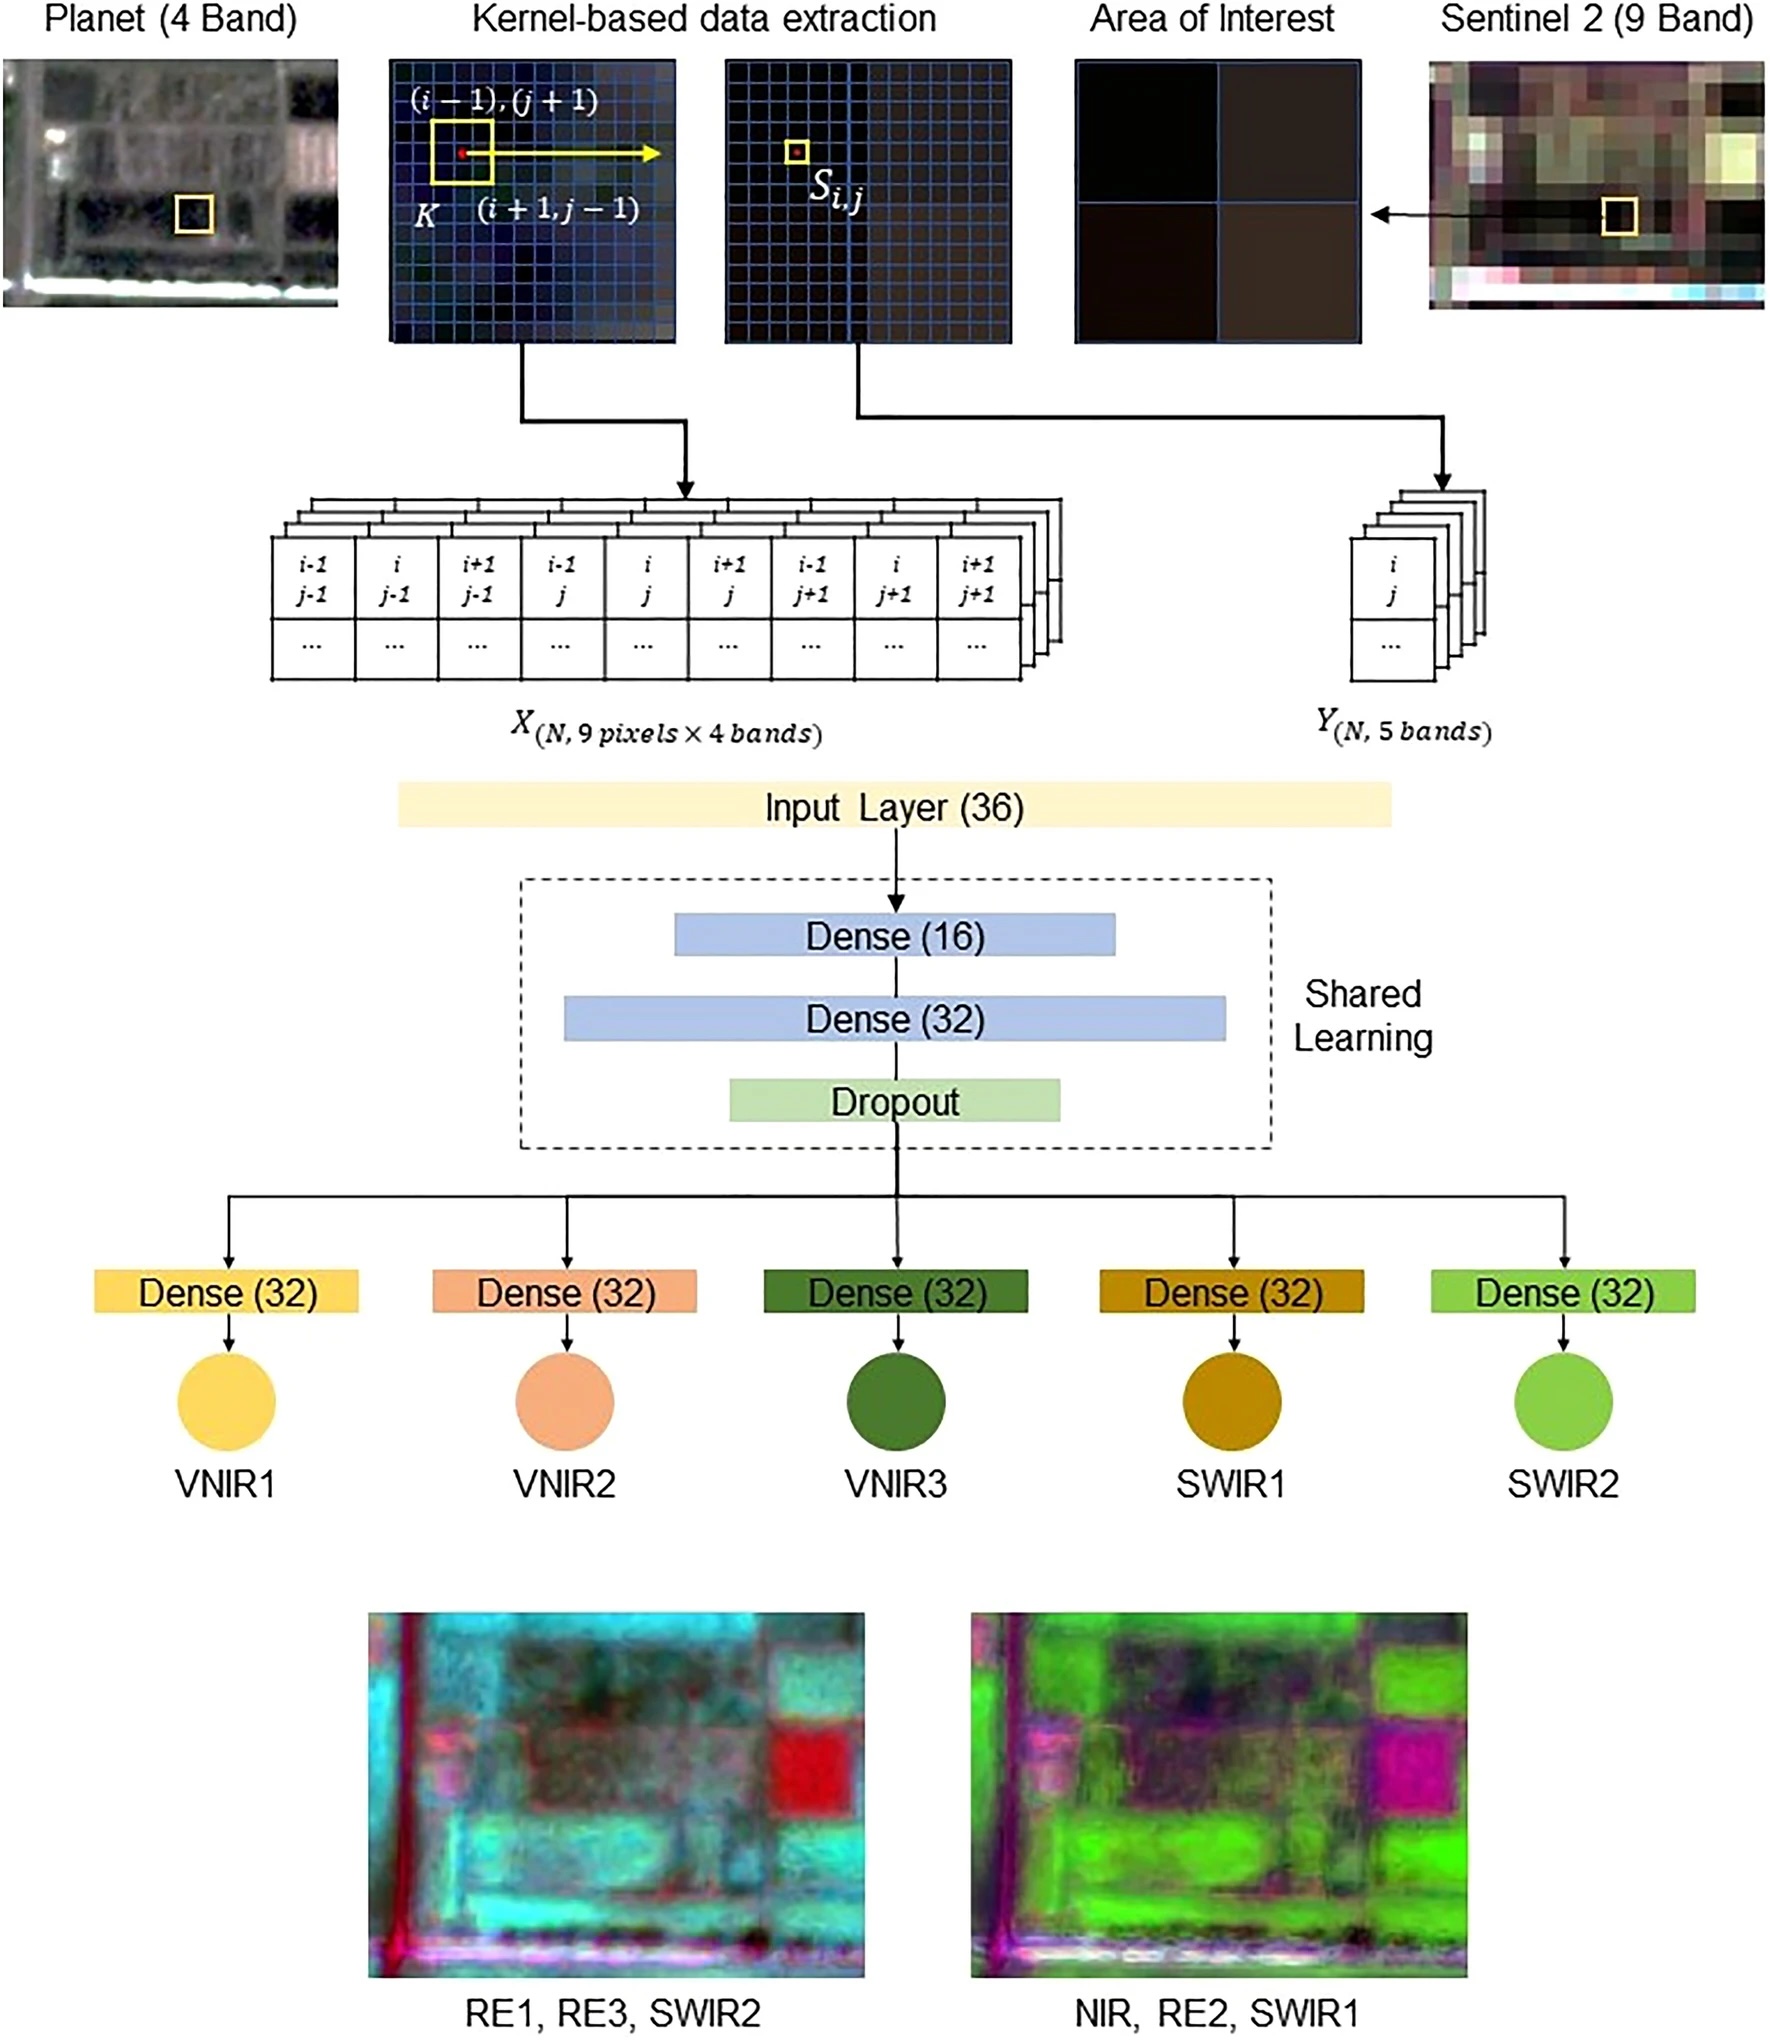 Planet (4 Band)
Kernel-based data extraction
Area of Interest
Sentinel 2 (9 Band)
(i − 1), (j + 1)
K
(i + 1, j − 1)
S_{i,j}
i-1 i i+1 i-1 i i+1 i-1 i i+1
j-1 j-1 j-1 j j j j+1 j+1 j+1
... ... ... ... ... ... ... ... ...
i
j
...
X_{(N, 9 pixels × 4 bands)}
Y_{(N, 5 bands)}
Input Layer (36)
Dense (16)
Dense (32)
Dropout
Shared
Learning
Dense (32)
Dense (32)
Dense (32)
Dense (32)
Dense (32)
VNIR1
VNIR2
VNIR3
SWIR1
SWIR2
RE1, RE3, SWIR2
NIR, RE2, SWIR1